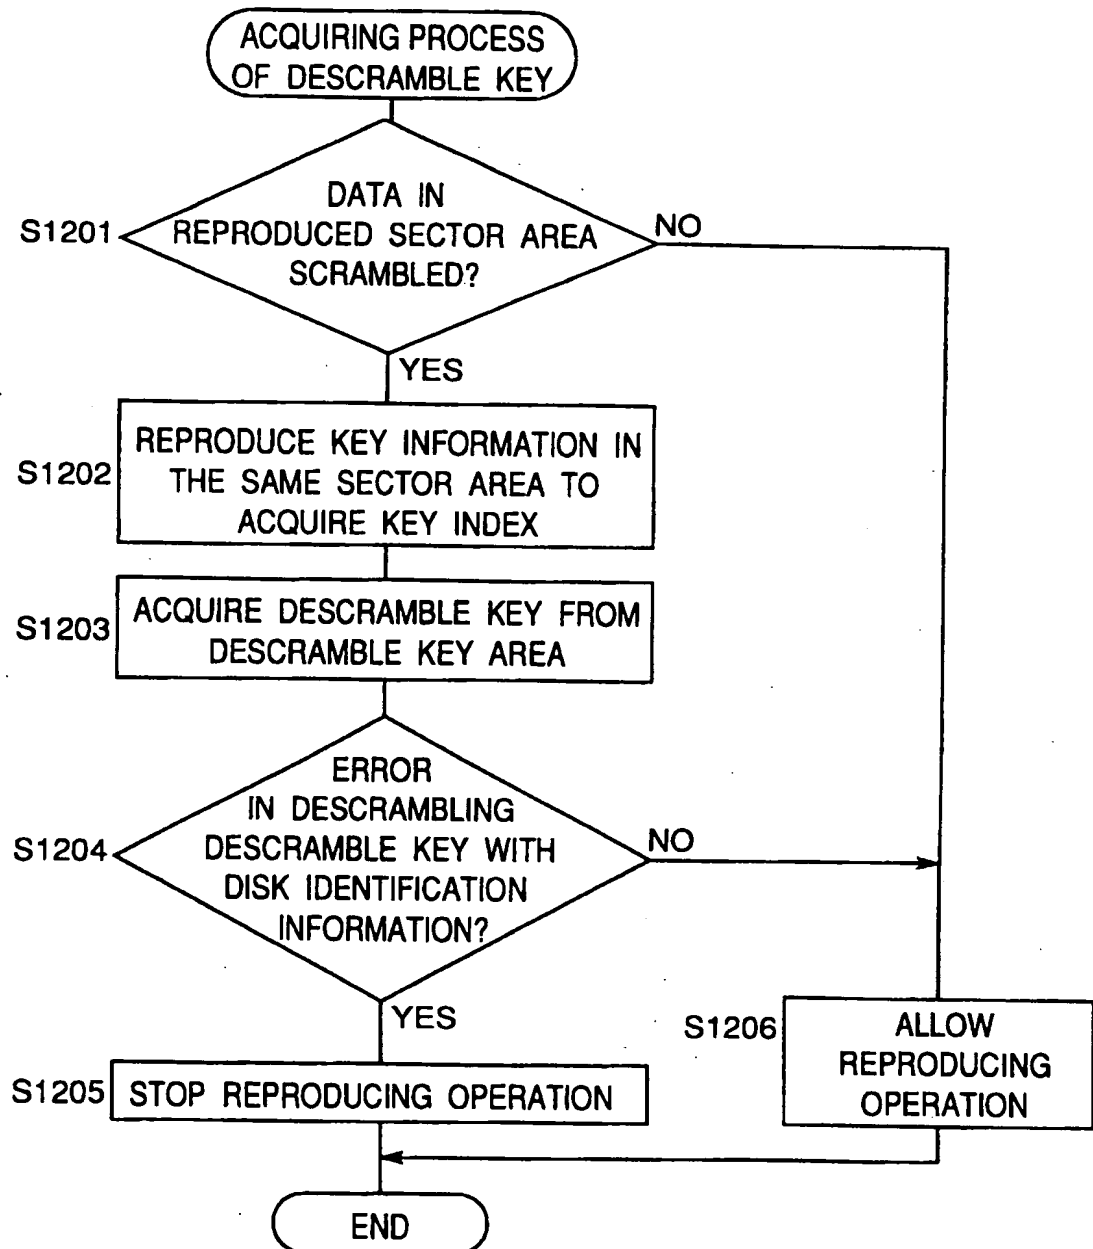 ACQUIRING PROCESS
OF DESCRAMBLE KEY
DATA IN
REPRODUCED SECTOR AREA
SCRAMBLED?
S1201
NO
YES
S1202
REPRODUCE KEY INFORMATION IN
THE SAME SECTOR AREA TO
ACQUIRE KEY INDEX
S1203
ACQUIRE DESCRAMBLE KEY FROM
DESCRAMBLE KEY AREA
S1204
ERROR
IN DESCRAMBLING
DESCRAMBLE KEY WITH
DISK IDENTIFICATION
INFORMATION?
NO
YES
S1205
STOP REPRODUCING OPERATION
S1206
ALLOW
REPRODUCING
OPERATION
END